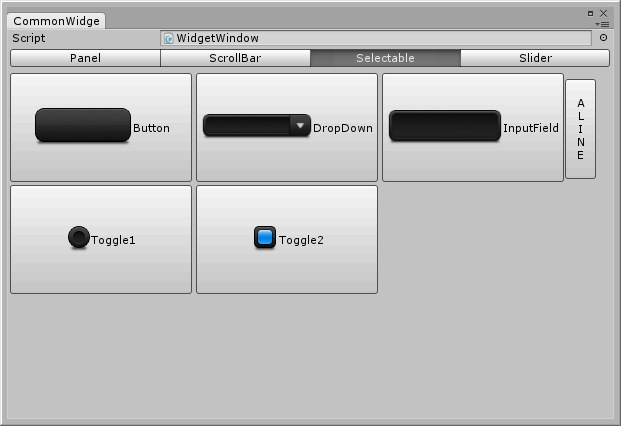 CommonWidge
Script WidgetWindow
Panel ScrollBar Selectable Slider
Button DropDown InputField
A
L
I
N
E
Toggle1 Toggle2